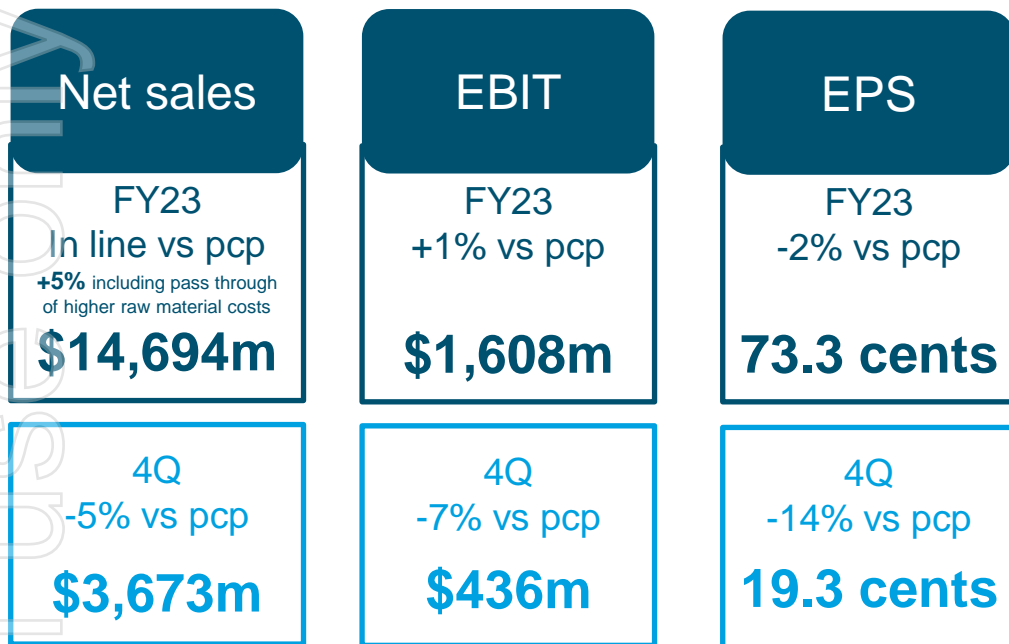 Net sales
FY23
In line vs pcp
+5% including pass through
of higher raw material costs
$14,694m
4Q
-5% vs pcp
$3,673m
EBIT
FY23
+1% vs pcp
$1,608m
4Q
-7% vs pcp
$436m
EPS
FY23
-2% vs pcp
73.3 cents
4Q
-14% vs pcp
19.3 cents
use only